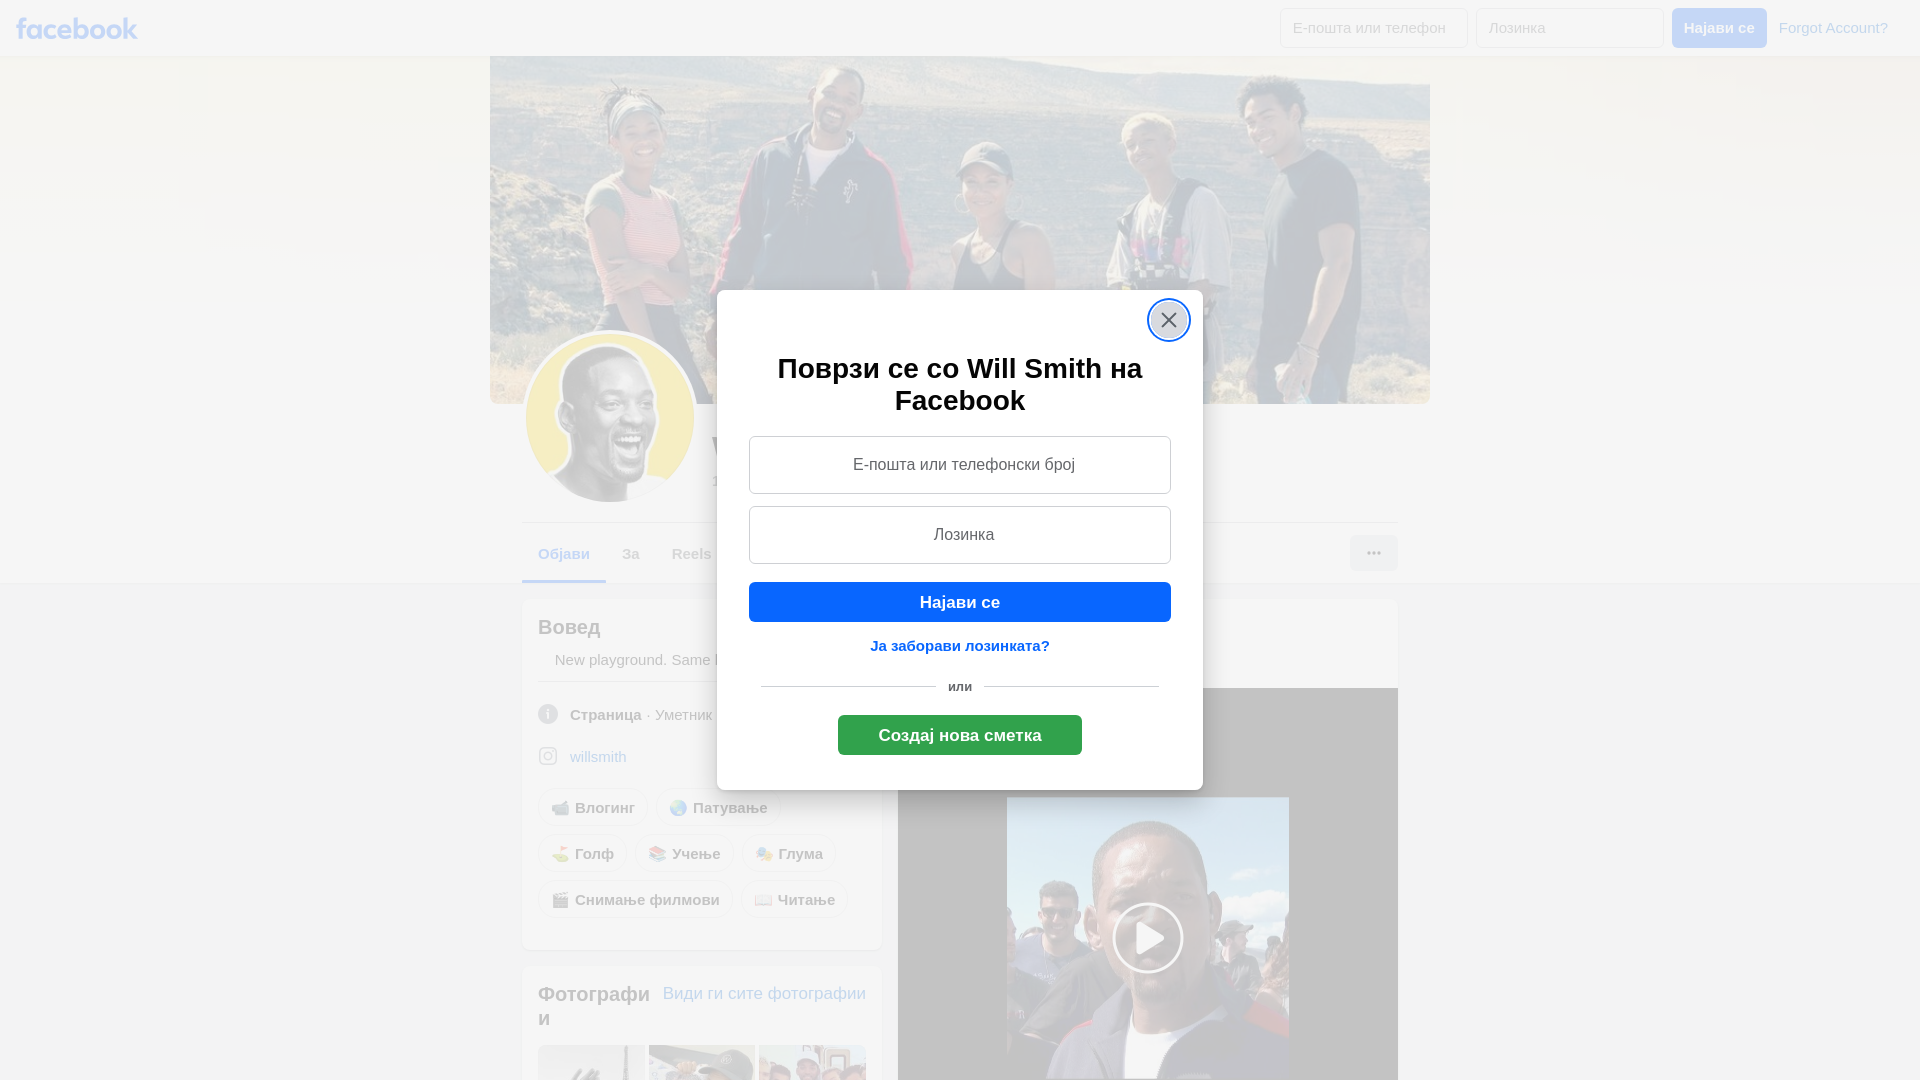 facebook
Е-пошта или телефон
Лозинка
Најави се
Forgot Account?
Поврзи се со Will Smith на
Facebook
Е-пошта или телефонски број
Лозинка
Најави се
Ја заборави лозинката?
или
Создај нова сметка
Објави
За
Reels
Вовед
New playground. Same
Страница · Уметник
willsmith
Влогинг
Патување
Голф
Учење
Глума
Снимање филмови
Читање
Фотографи
и
Види ги сите фотографии